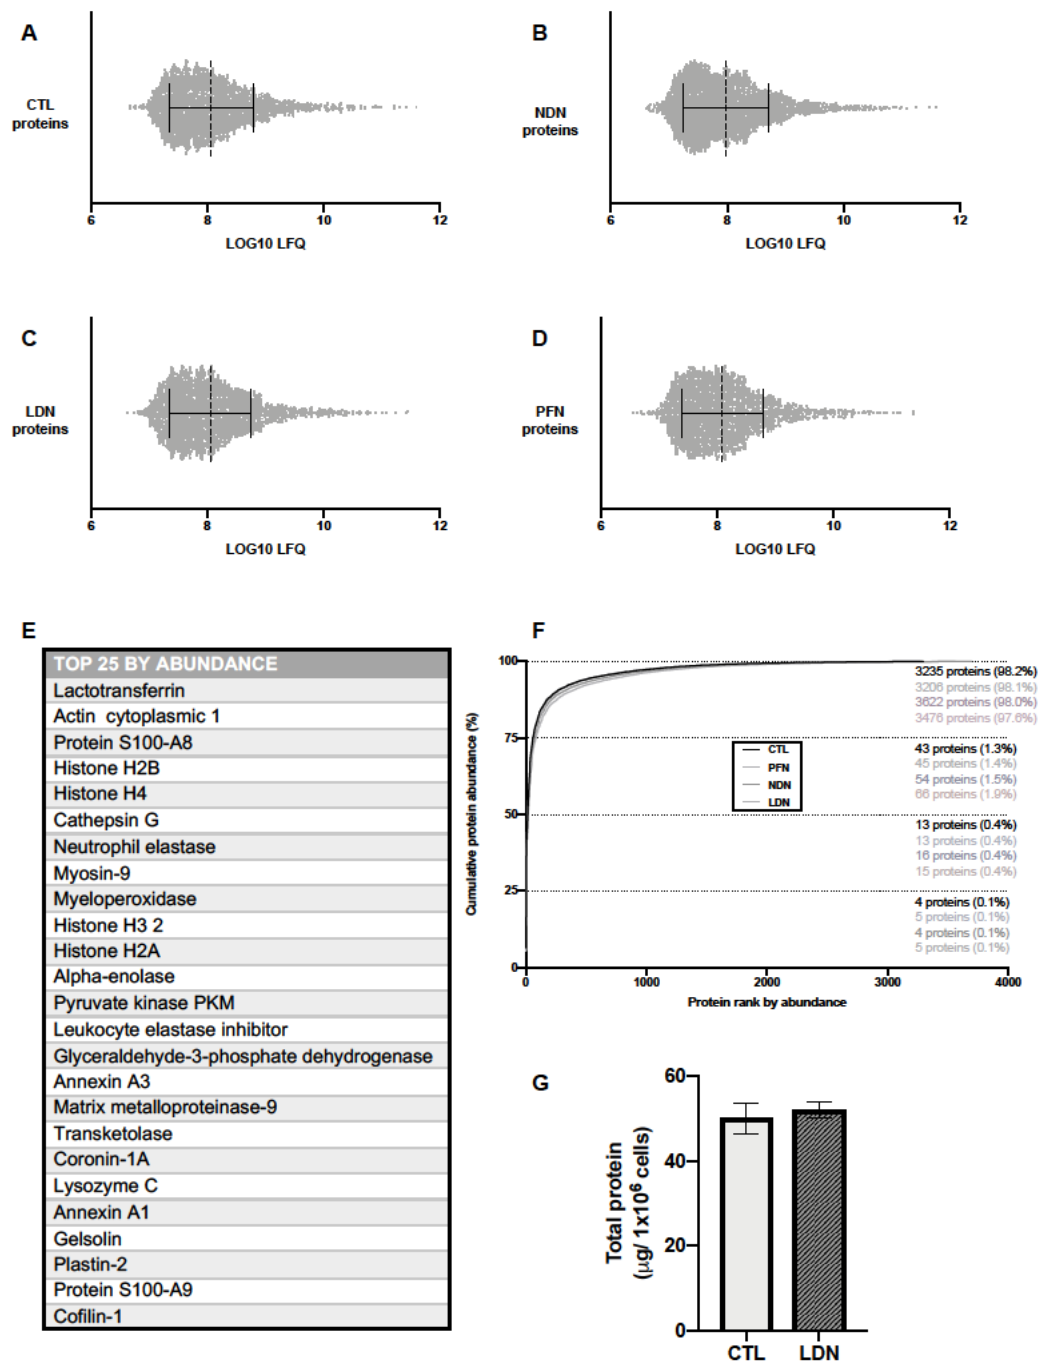 A
CTL
proteins
6
8
10
12
LOG10 LFQ
B
NDN
proteins
6
8
10
12
LOG10 LFQ
C
LDN
proteins
6
8
10
12
LOG10 LFQ
D
PFN
proteins
6
8
10
12
LOG10 LFQ
E
TOP 25 BY ABUNDANCE
Lactotransferrin
Actin cytoplasmic 1
Protein S100-A8
Histone H2B
Histone H4
Cathepsin G
Neutrophil elastase
Myosin-9
Myeloperoxidase
Histone H3 2
Histone H2A
Alpha-enolase
Pyruvate kinase PKM
Leukocyte elastase inhibitor
Glyceraldehyde-3-phosphate dehydrogenase
Annexin A3
Matrix metalloproteinase-9
Transketolase
Coronin-1A
Lysozyme C
Annexin A1
Gelsolin
Plastin-2
Protein S100-A9
Cofilin-1
F
Cumulative protein abundance (%)
100
75
50
25
0
3235 proteins (98.2%)
3206 proteins (98.1%)
3622 proteins (98.0%)
3476 proteins (97.6%)
43 proteins (1.3%)
45 proteins (1.4%)
54 proteins (1.5%)
66 proteins (1.9%)
13 proteins (0.4%)
13 proteins (0.4%)
16 proteins (0.4%)
15 proteins (0.4%)
4 proteins (0.1%)
5 proteins (0.1%)
4 proteins (0.1%)
5 proteins (0.1%)
CTL
PFN
NDN
LDN
0
1000
2000
3000
4000
Protein rank by abundance
G
Total protein
(µg/ 1x10⁶ cells)
60
40
20
0
CTL
LDN